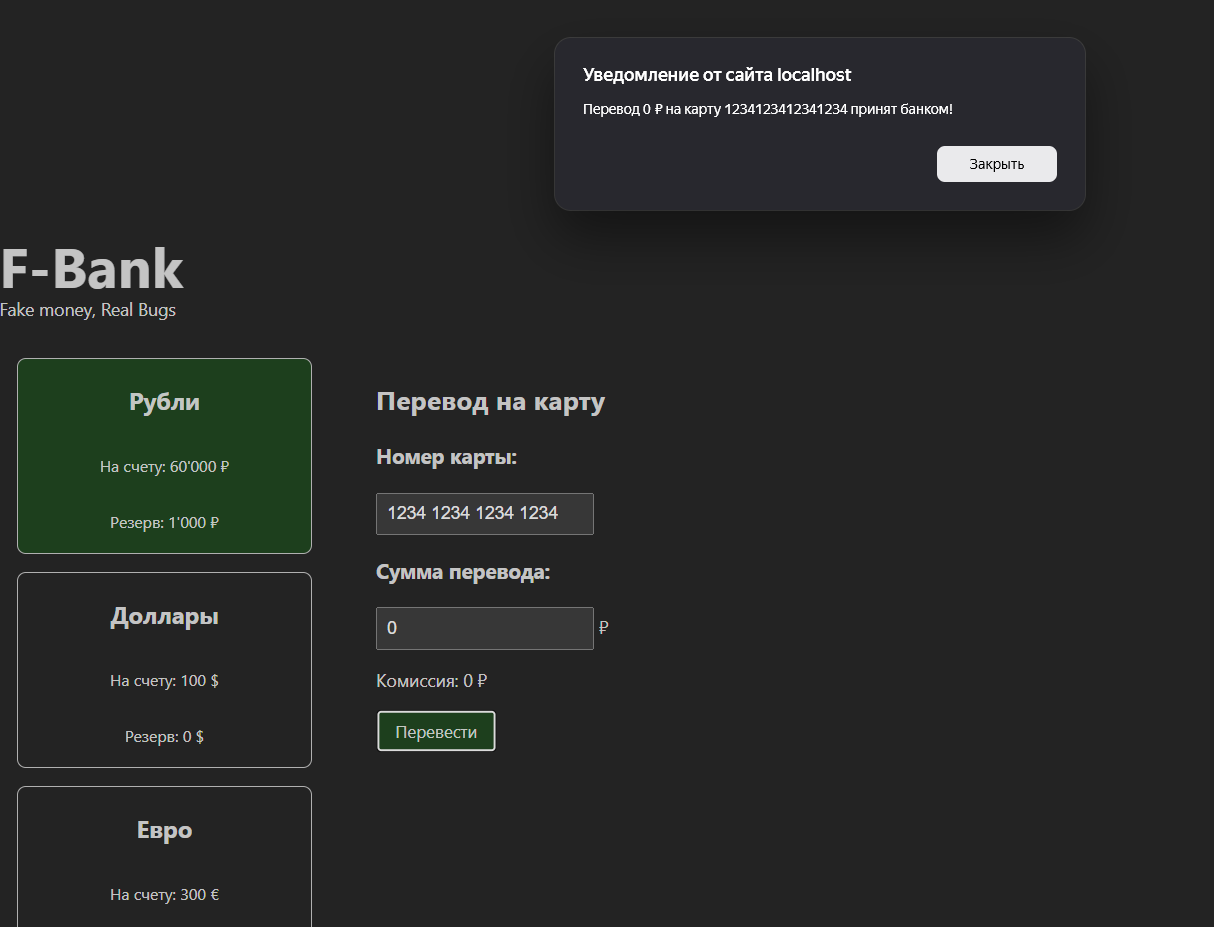 Уведомление от сайта localhost
Перевод 0 ₽ на карту 1234123412341234 принят банком!
Закрыть
F-Bank
Fake money, Real Bugs
Рубли
На счету: 60'000 ₽
Резерв: 1'000 ₽
Доллары
На счету: 100 $
Резерв: 0 $
Евро
На счету: 300 €
Перевод на карту
Номер карты:
1234 1234 1234 1234
Сумма перевода:
0 ₽
Комиссия: 0 ₽
Перевести